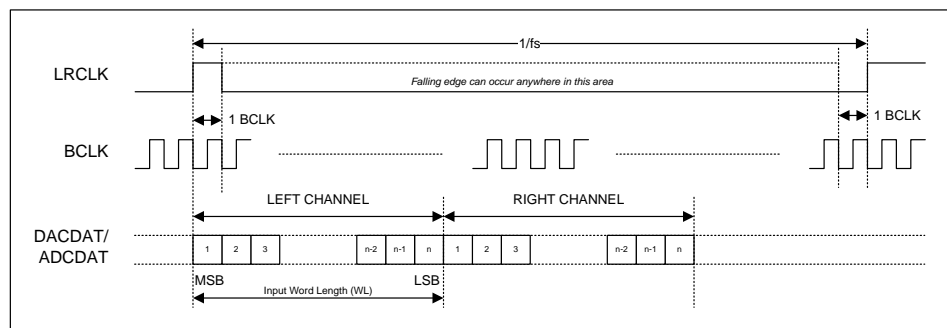 1/fs
LRCLK
Falling edge can occur anywhere in this area
1 BCLK
1 BCLK
BCLK
LEFT CHANNEL
RIGHT CHANNEL
DACDAT/
ADCDAT
1 2 3 n-2 n-1 n 1 2 3 n-2 n-1 n
MSB
LSB
Input Word Length (WL)